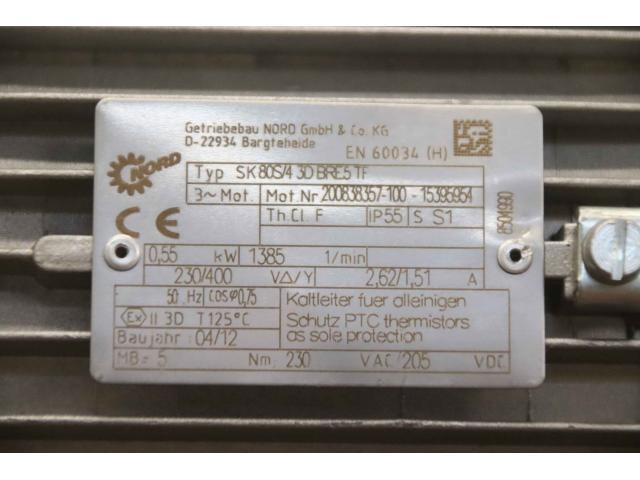 Getriebebau NORD GmbH & Co. KG
D-22934 Bargteheide
EN 60034 (H)
NORD
Typ SK 80S/4 3D BRE5 TF
3~ Mot. Mot.Nr. 200838357-100 - 15396954
Th.Cl. F IP55 S S1
8504990
CE
0,55 kW 1385 1/min
230/400 V∆/Y 2,62/1,51 A
50 Hz COSφ0,75
Ex II 3D T125°C
Baujahr: 04/12
Kaltleiter fuer alleinigen
Schutz PTC thermistors
as sole protection
MB= 5 Nm, 230 VAC/205 VDC